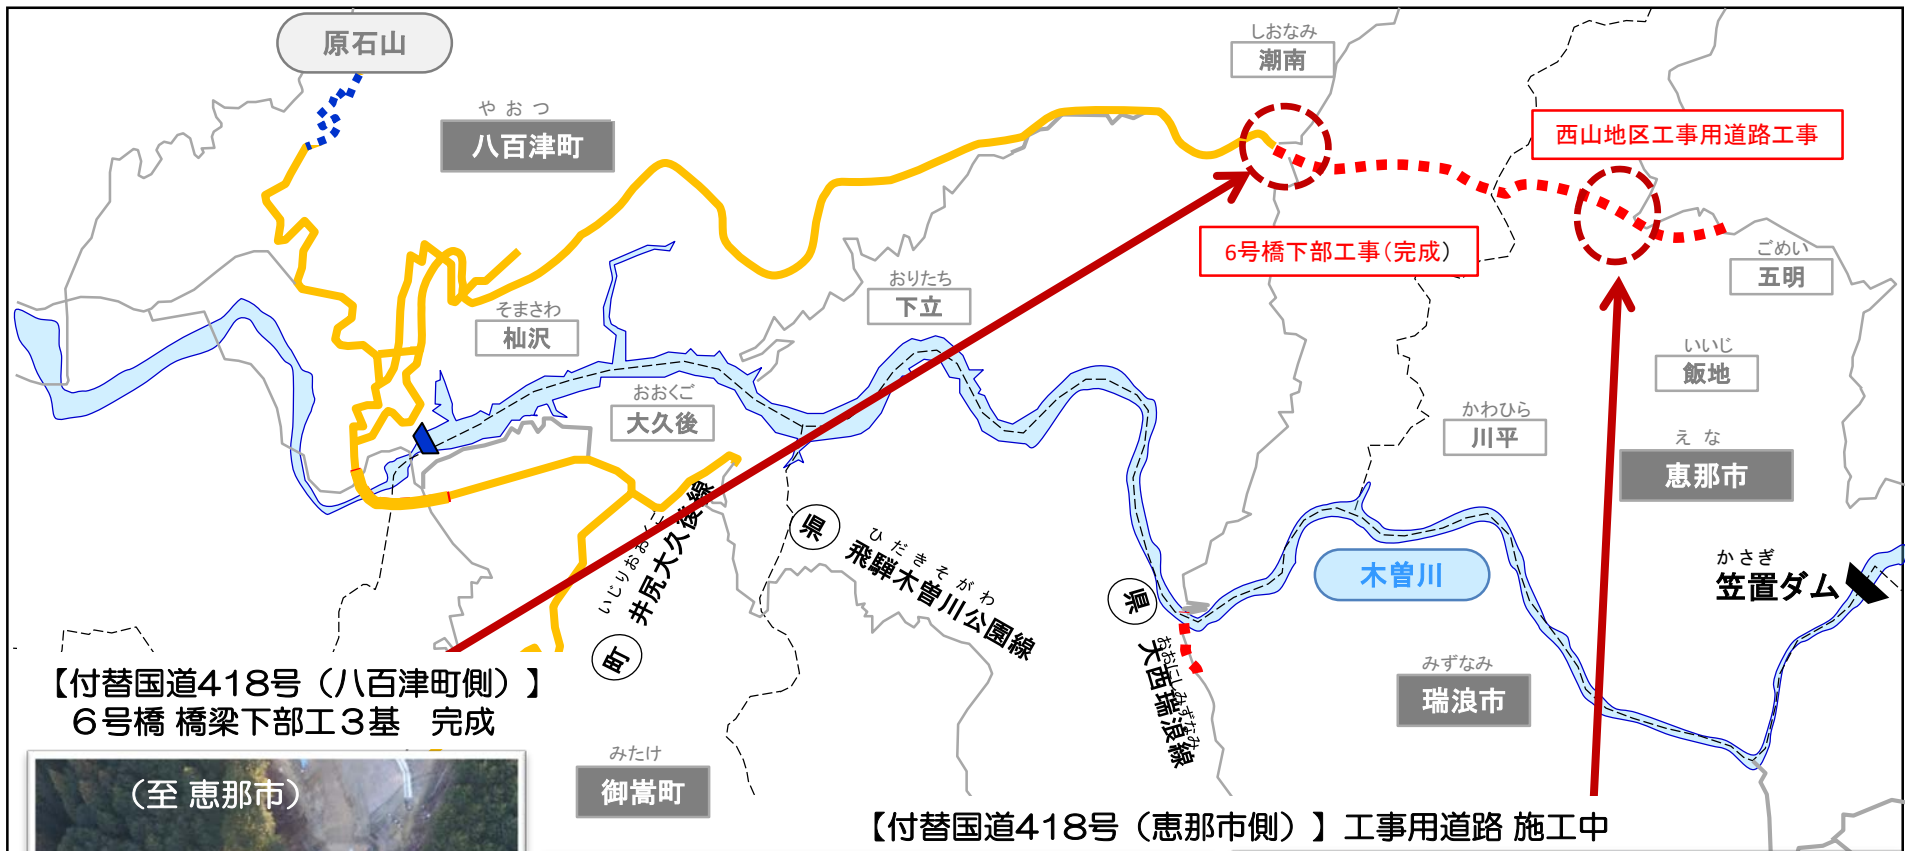 原石山
やおつ
八百津町
しおなみ
潮南
西山地区工事用道路工事
6号橋下部工事(完成)
ごめい
五明
おりたち
下立
そまさわ
杣沢
いいじ
飯地
おおくご
大久後
かわひら
川平
えな
恵那市
県
ひだきそがわ
飛騨木曽川公園線
町
井尻大久後線
木曽川
かさぎ
笠置ダム
県
おおにしみずなみ
大西瑞浪線
みずなみ
瑞浪市
【付替国道418号(八百津町側)】
6号橋 橋梁下部工3基 完成
みたけ
御嵩町
(至 恵那市)
【付替国道418号(恵那市側)】工事用道路 施工中